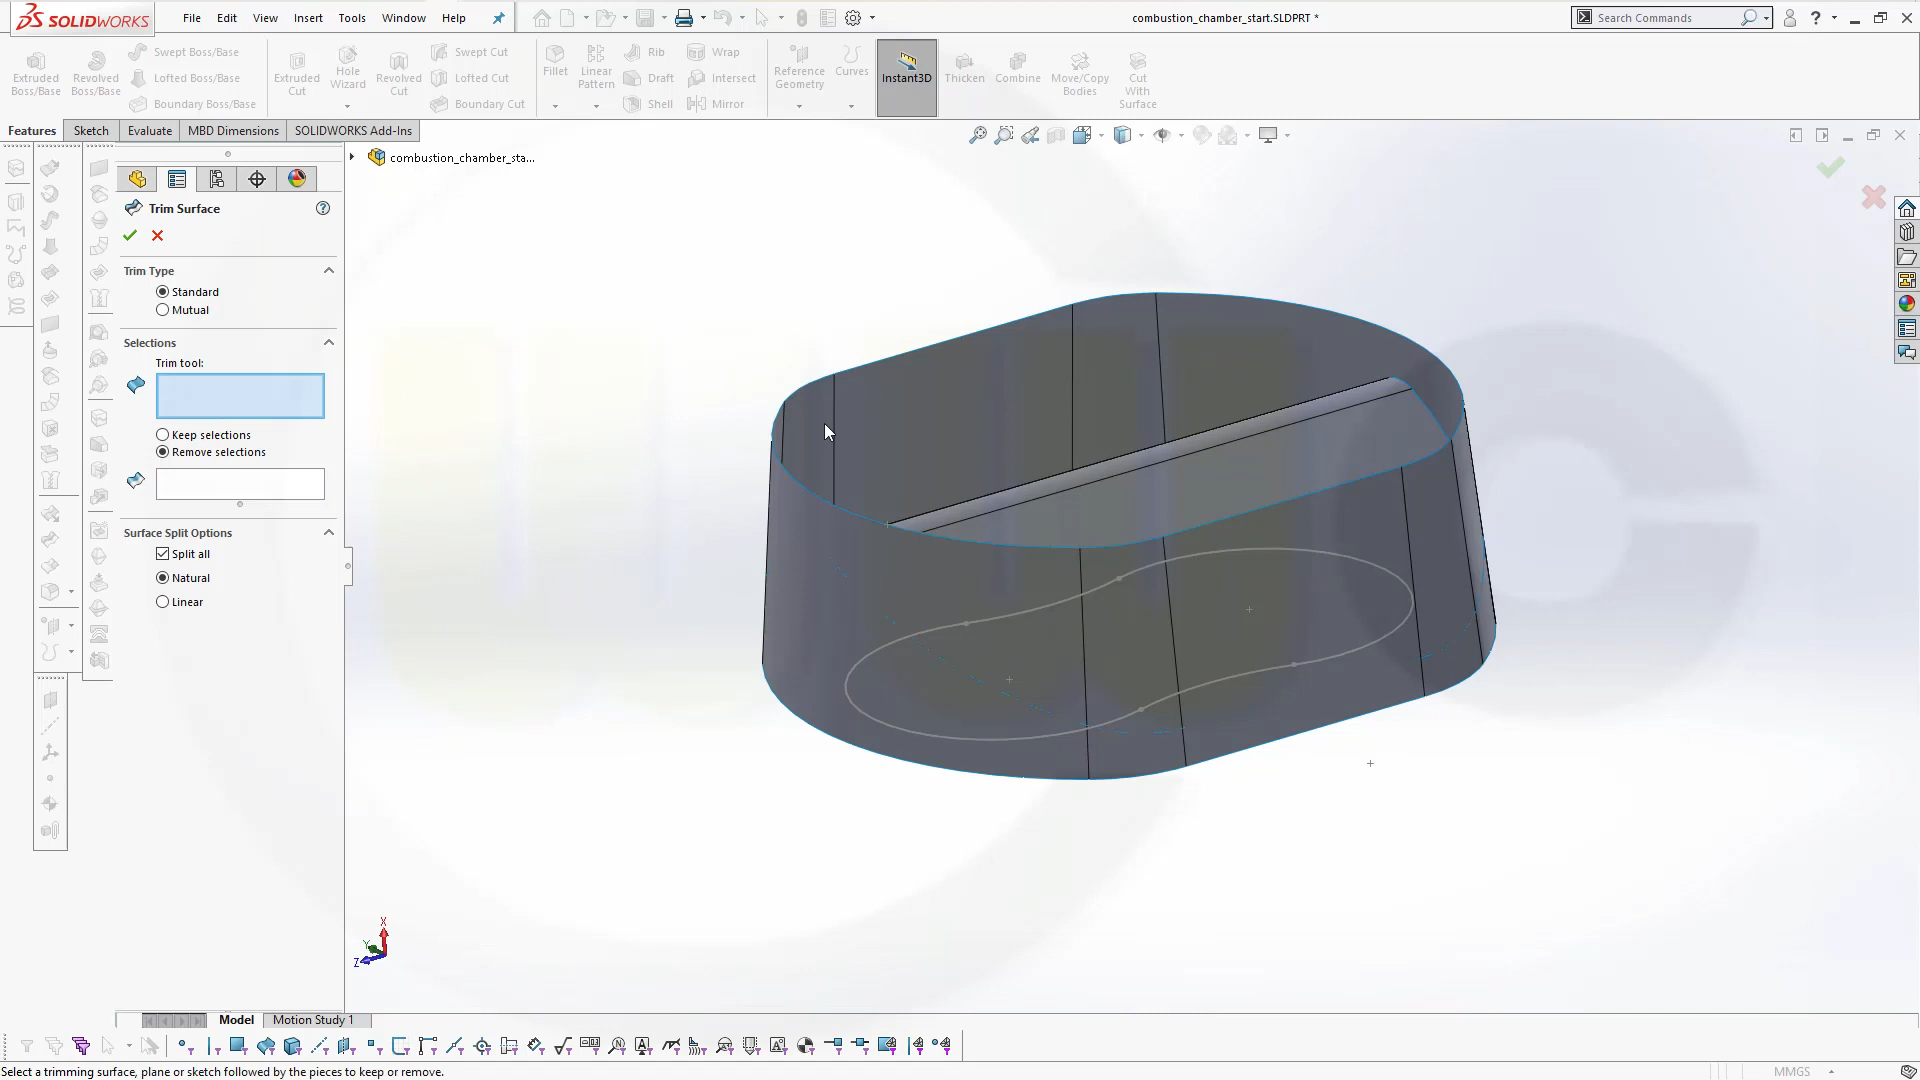 SOLIDWORKS
File Edit View Insert Tools Window Help
combustion_chamber_start.SLDPRT *
Search Commands
Extruded Boss/Base
Revolved Boss/Base
Swept Boss/Base
Lofted Boss/Base
Boundary Boss/Base
Extruded Cut
Hole Wizard
Revolved Cut
Swept Cut
Lofted Cut
Boundary Cut
Fillet
Linear Pattern
Rib
Draft
Shell
Wrap
Intersect
Mirror
Reference Geometry
Curves
Instant3D
Thicken
Combine
Move/Copy Bodies
Cut With Surface
Features Sketch Evaluate MBD Dimensions SOLIDWORKS Add-Ins
combustion_chamber_sta...
Trim Surface
Trim Type
Standard
Mutual
Selections
Trim tool:
Keep selections
Remove selections
Surface Split Options
Split all
Natural
Linear
X
Y
Z
Model Motion Study 1
Select a trimming surface, plane or sketch followed by the pieces to keep or remove.
MMGS